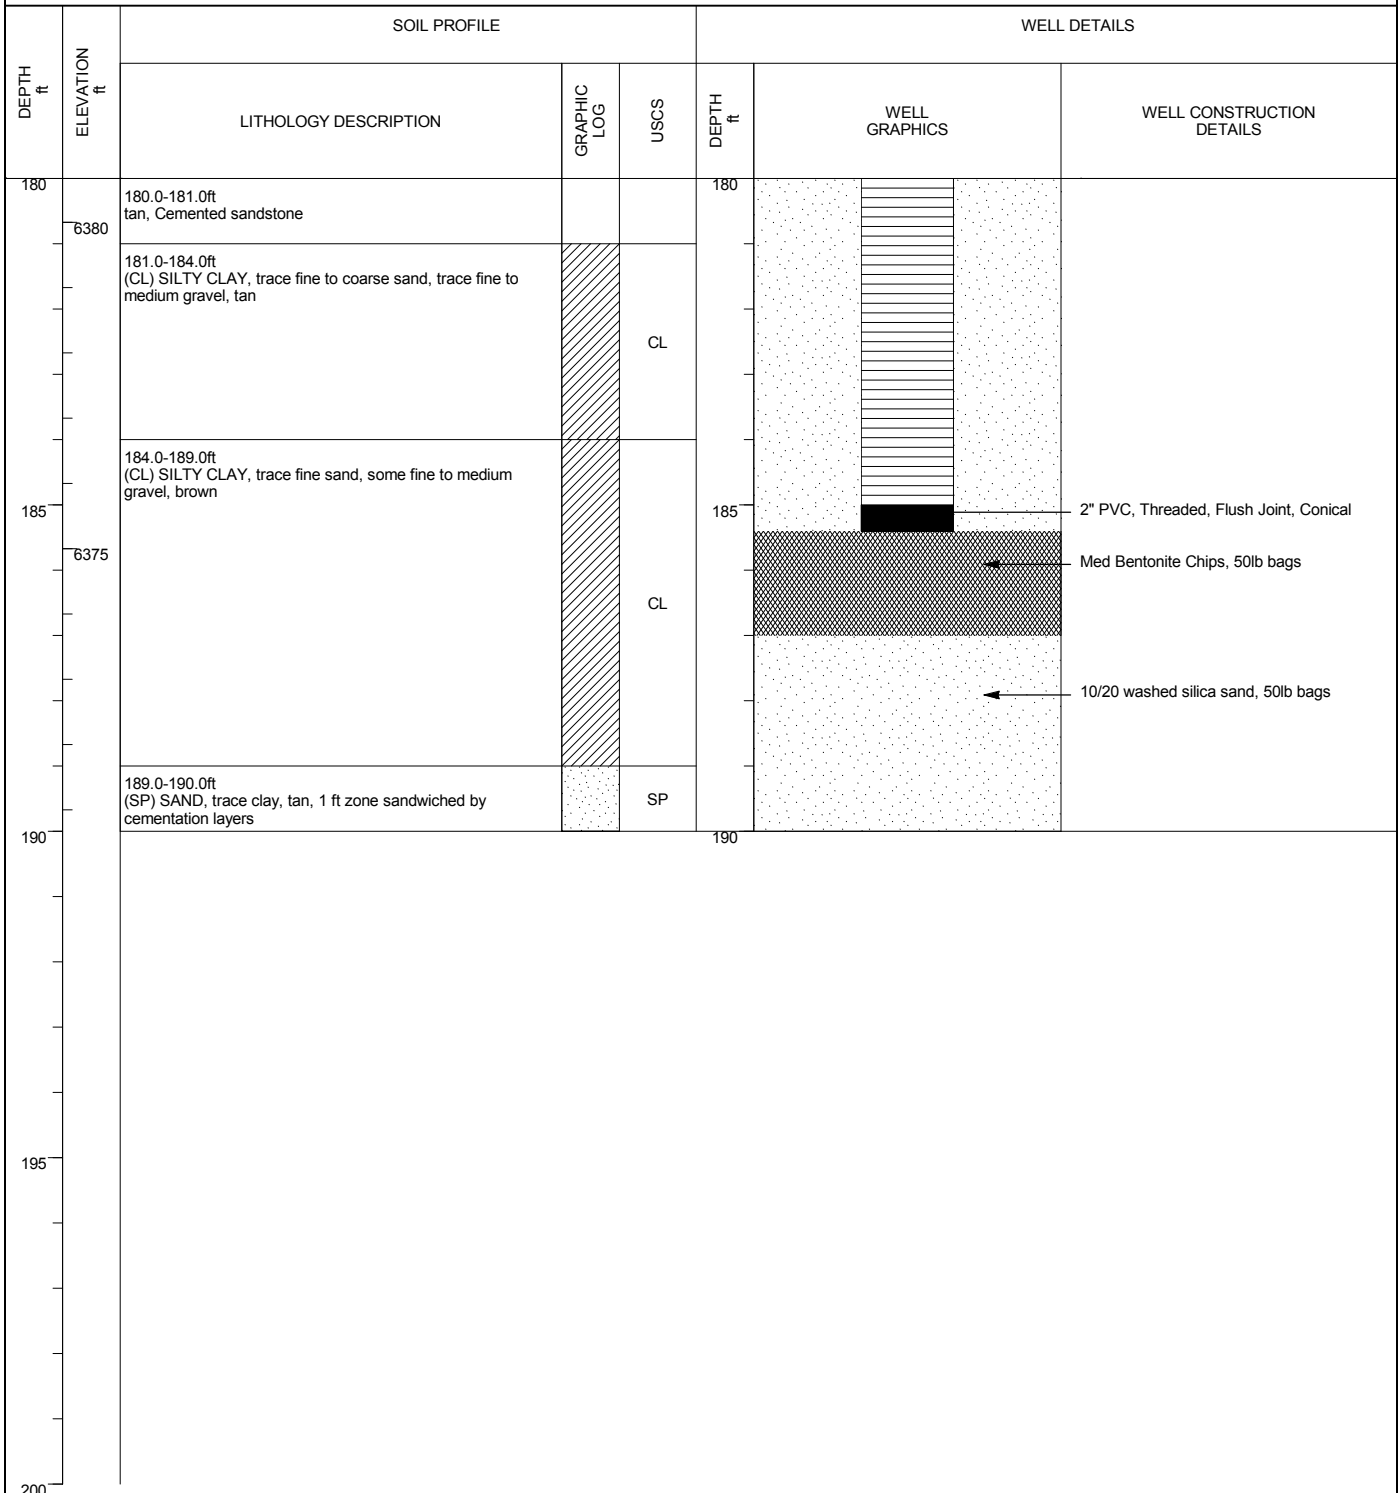 SOIL PROFILE
WELL DETAILS
DEPTH
ft
ELEVATION
ft
LITHOLOGY DESCRIPTION
GRAPHIC
LOG
USCS
DEPTH
ft
WELL
GRAPHICS
WELL CONSTRUCTION
DETAILS
180
180
180.0-181.0ft
tan, Cemented sandstone
6380
181.0-184.0ft
(CL) SILTY CLAY, trace fine to coarse sand, trace fine to
medium gravel, tan
CL
184.0-189.0ft
(CL) SILTY CLAY, trace fine sand, some fine to medium
gravel, brown
185
185
2" PVC, Threaded, Flush Joint, Conical
6375
Med Bentonite Chips, 50lb bags
CL
10/20 washed silica sand, 50lb bags
189.0-190.0ft
(SP) SAND, trace clay, tan, 1 ft zone sandwiched by
cementation layers
SP
190
190
195
200